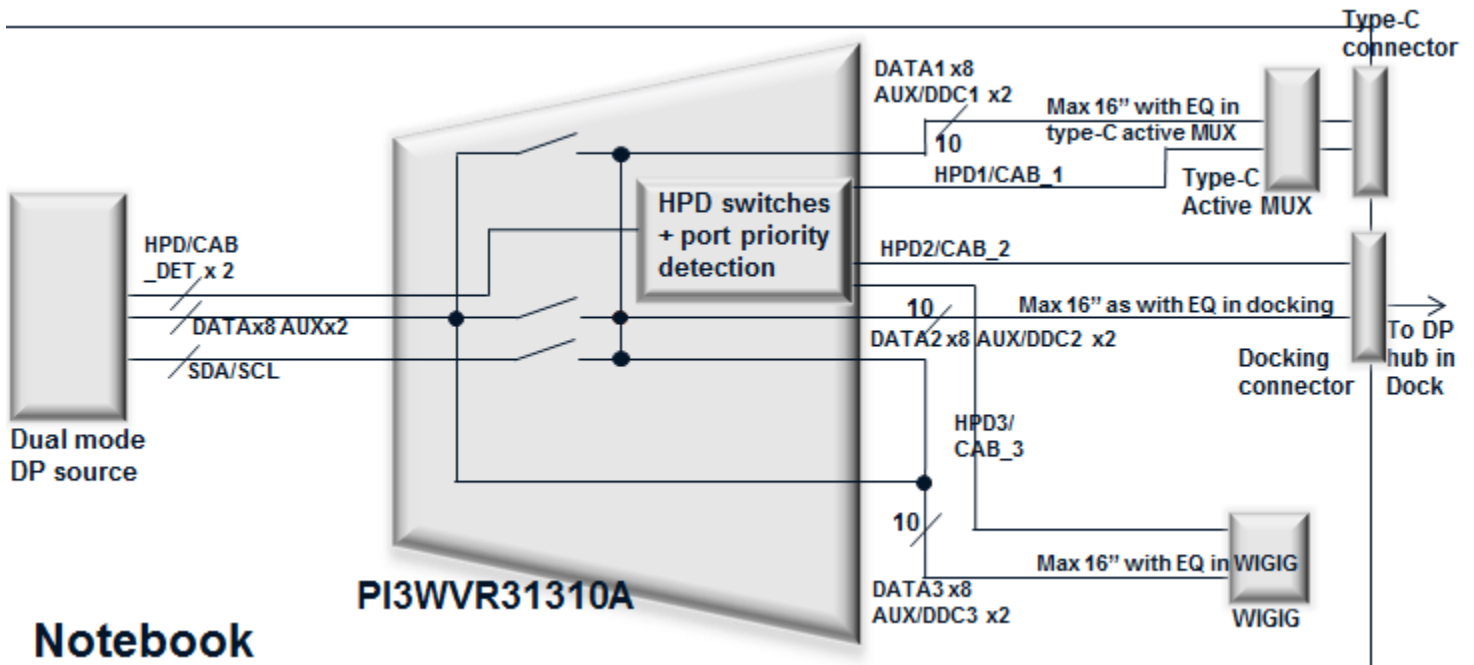 Type-C
connector
DATA1 x8
AUX/DDC1 x2
Max 16” with EQ in
type-C active MUX
10
HPD1/CAB_1
Type-C
Active MUX
HPD switches
+ port priority
detection
HPD/CAB
_DET x 2
HPD2/CAB_2
10
Max 16” as with EQ in docking
DATAx8 AUXx2
DATA2 x8 AUX/DDC2 x2
To DP
hub in
Dock
SDA/SCL
Docking
connector
Dual mode
DP source
HPD3/
CAB_3
10
Max 16” with EQ in
WIGIG
WIGIG
DATA3 x8
AUX/DDC3 x2
PI3WVR31310A
Notebook